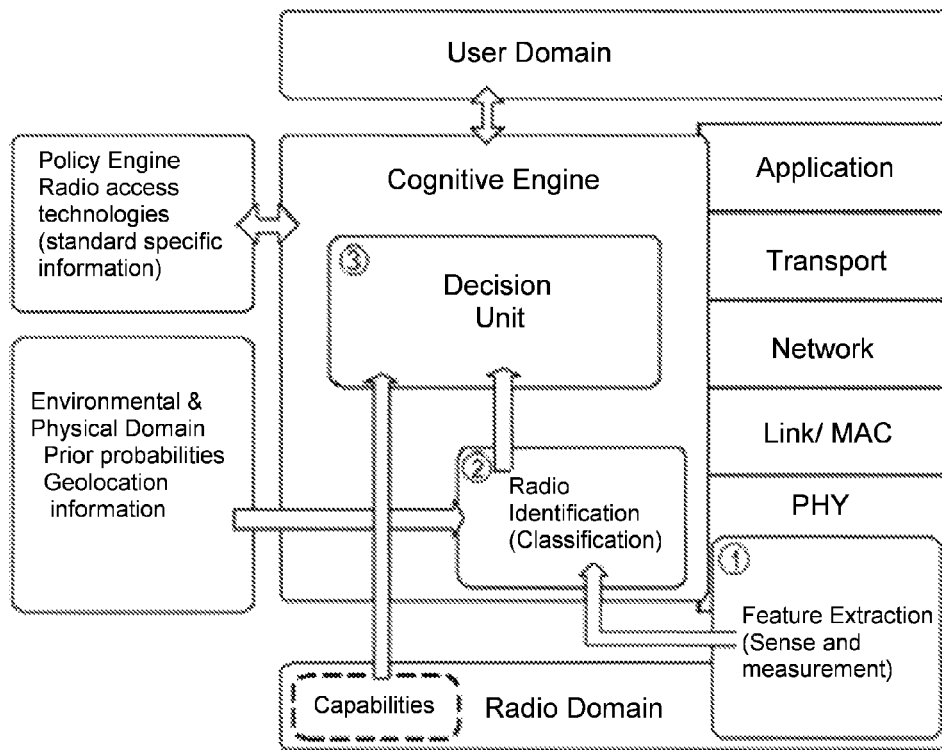 User Domain
Policy Engine
Radio access
technologies
(standard specific
information)
Cognitive Engine
Application
Transport
Network
Link/ MAC
PHY
3
Decision
Unit
Environmental &
Physical Domain
Prior probabilities
Geolocation
information
2
Radio
Identification
(Classification)
1
Feature Extraction
(Sense and
measurement)
Capabilities
Radio Domain